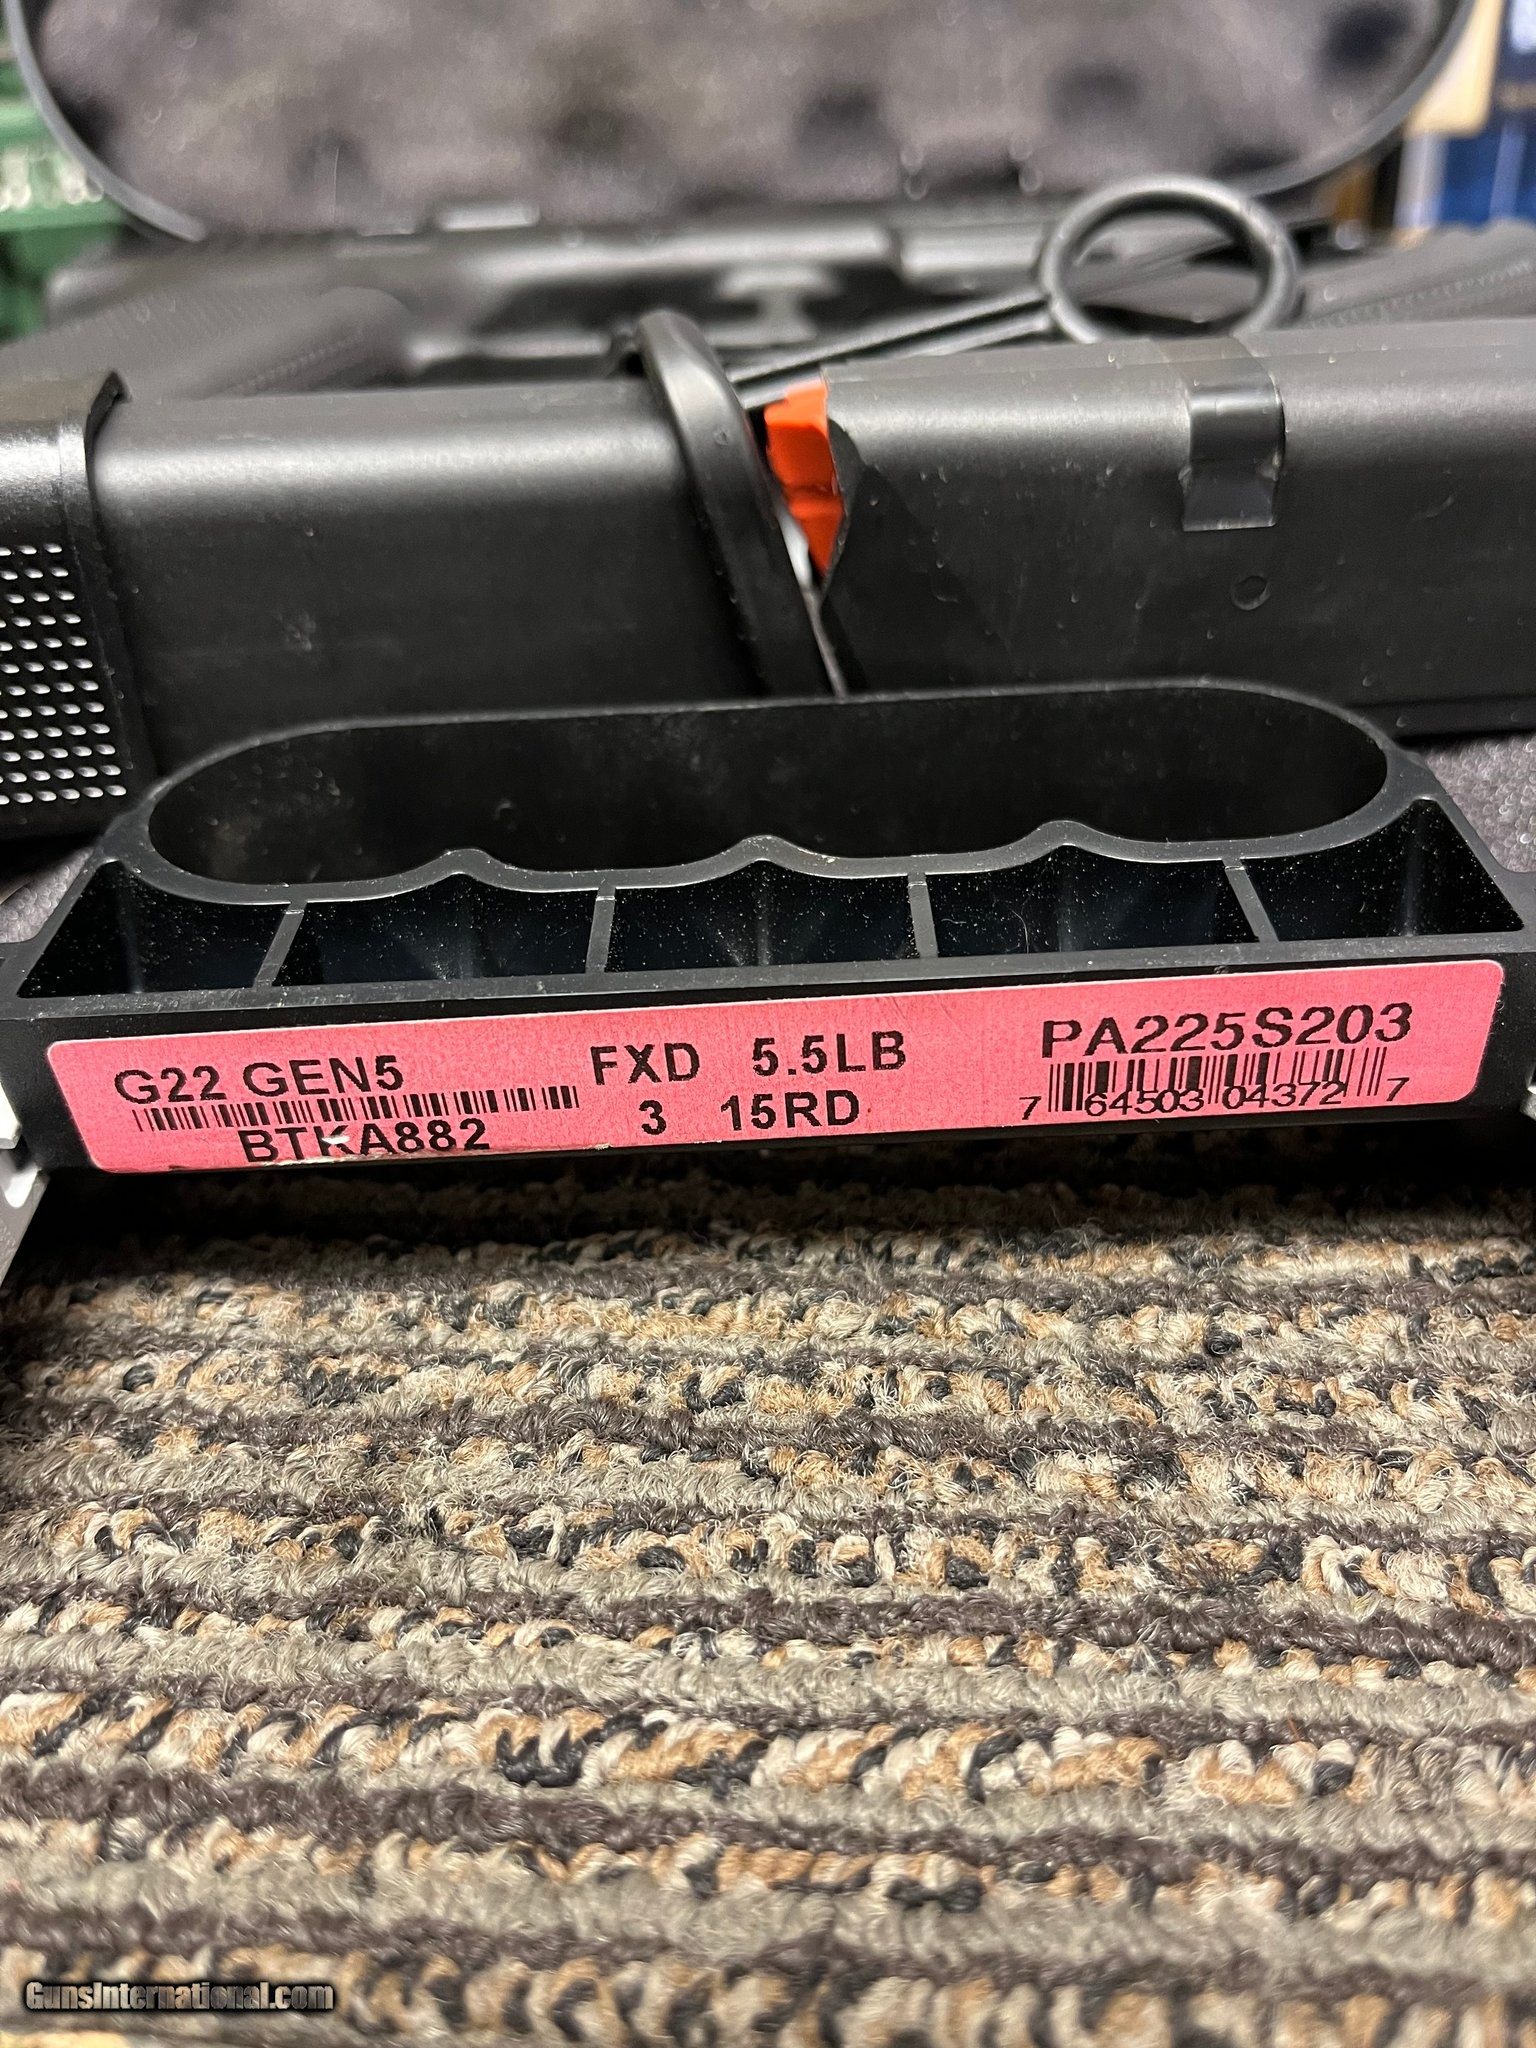 G22 GEN5 FXD 5.5LB PA225S203
BTKA882 3 15RD 7 64503 04372 7
GunsInternational.com